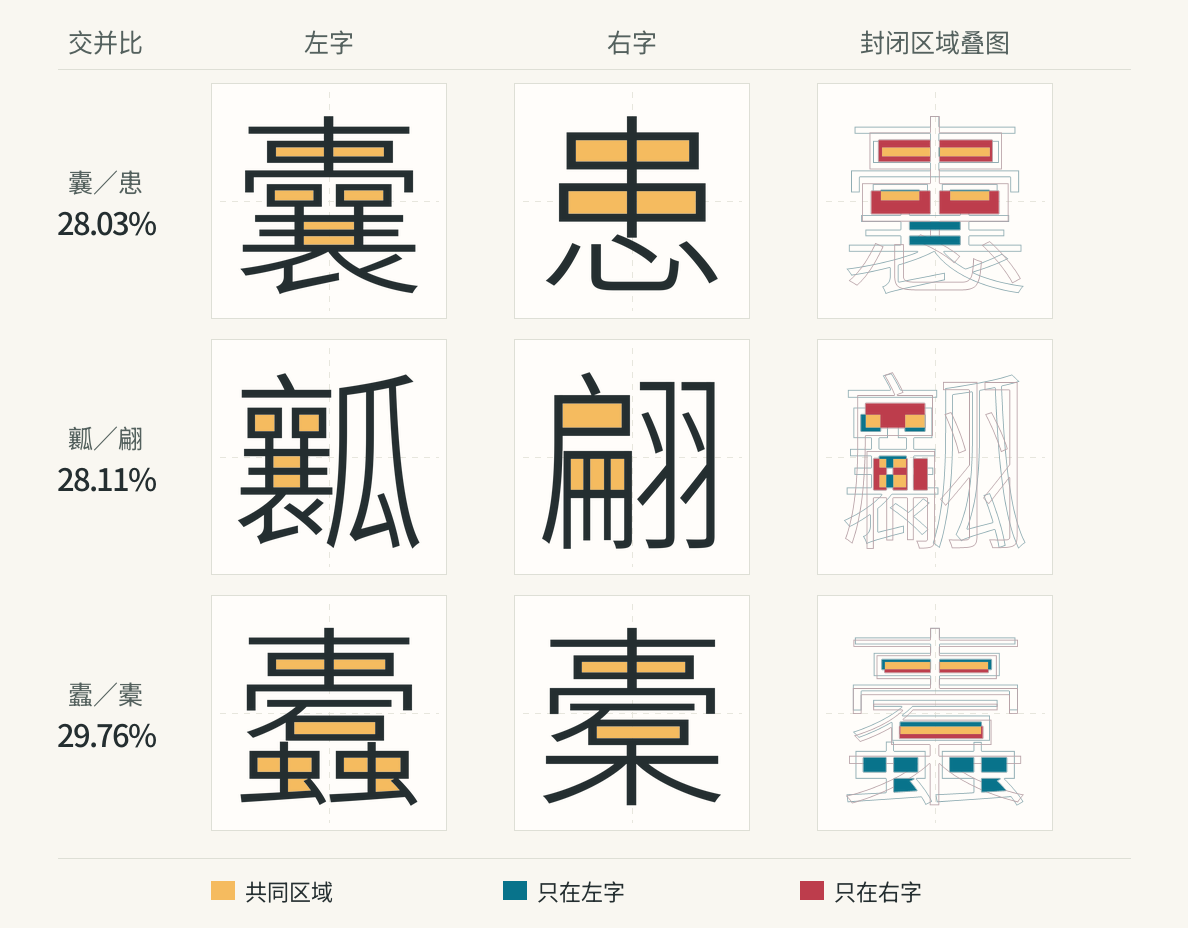 交并比 左字 右字 封闭区域叠图
囊／患
28.03%
囊 患
瓤／翩
28.11%
瓤 翩
蠹／橐
29.76%
蠹 橐
共同区域 只在左字 只在右字